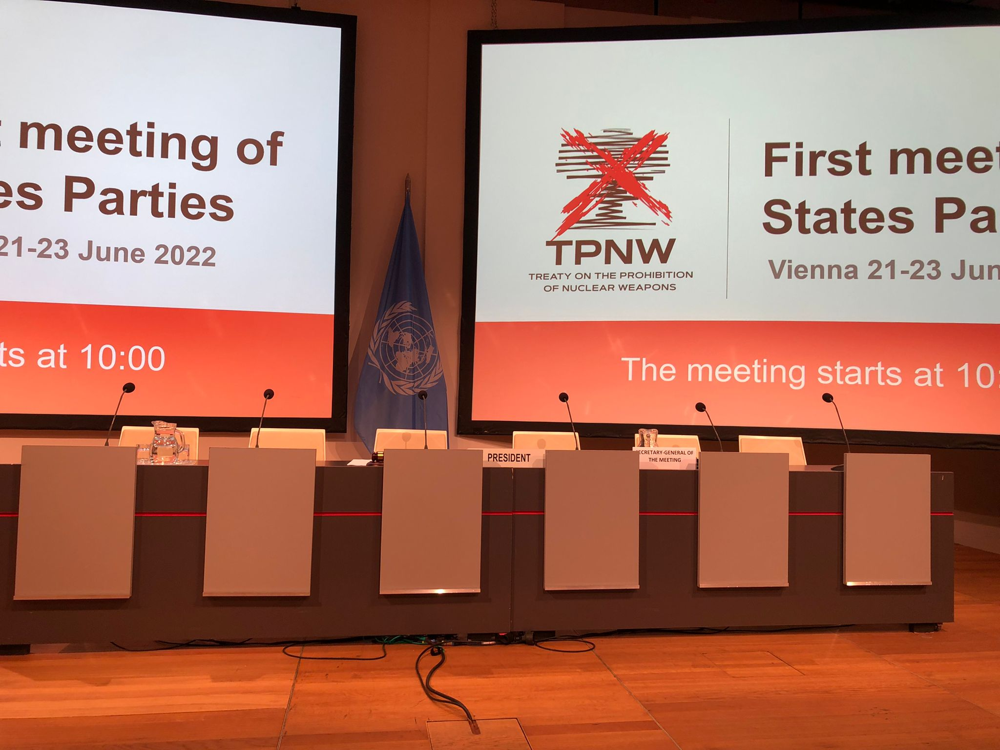 meeting of
es Parties
21-23 June 2022
ts at 10:00
TPNW
TREATY ON THE PROHIBITION
OF NUCLEAR WEAPONS
First meet
States Pa
Vienna 21-23 Jun
The meeting starts at 10:
PRESIDENT
SECRETARY-GENERAL OF
THE MEETING